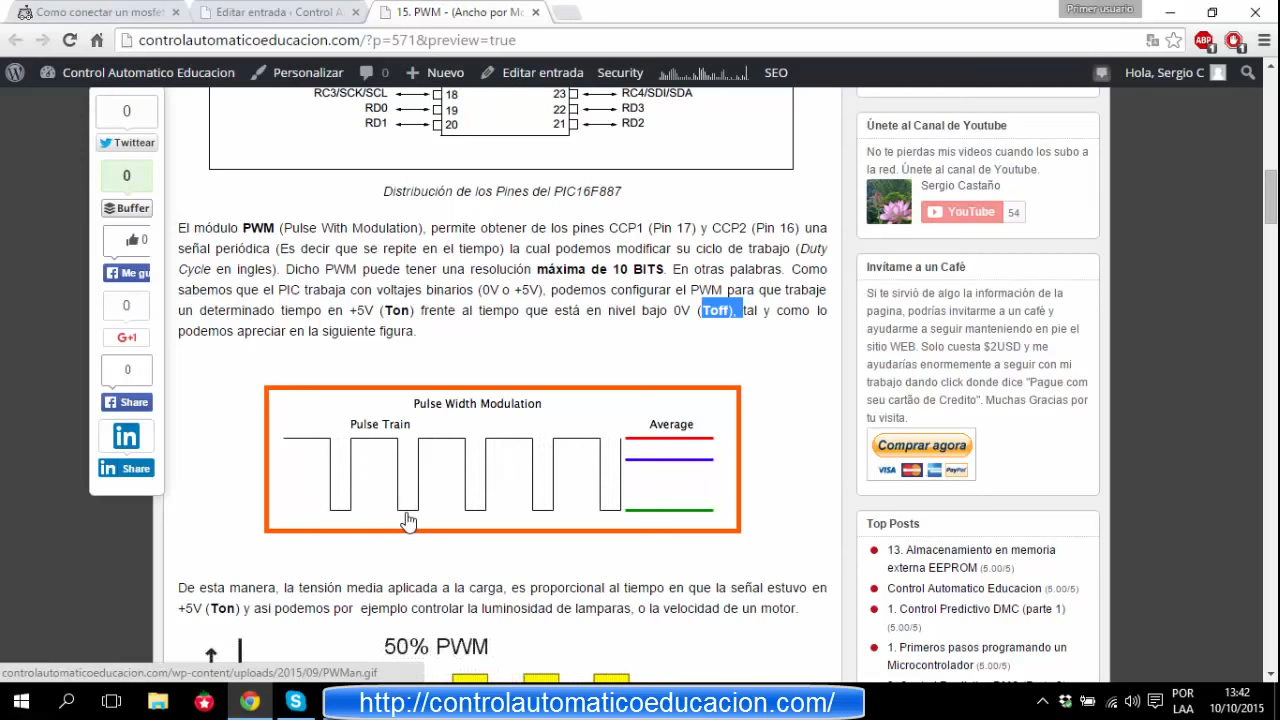 Como conectar un mosfet
Editar entrada ‹ Control A
15. PWM - (Ancho por Mo
Primer usuario
controlautomaticoeducacion.com/?p=571&preview=true
ABP
1
1
Control Automatico Educacion
Personalizar
0
Nuevo
Editar entrada
Security
SEO
Hola, Sergio C
0
Twittear
0
Buffer
0
Me gu
0
G+1
0
Share
in
in Share
RC3/SCK/SCL 18 23 RC4/SDI/SDA
RD0 19 22 RD3
RD1 20 21 RD2
Distribución de los Pines del PIC16F887
El módulo PWM (Pulse With Modulation), permite obtener de los pines CCP1 (Pin 17) y CCP2 (Pin 16) una
señal periódica (Es decir que se repite en el tiempo) la cual podemos modificar su ciclo de trabajo (Duty
Cycle en ingles). Dicho PWM puede tener una resolución máxima de 10 BITS. En otras palabras. Como
sabemos que el PIC trabaja con voltajes binarios (0V o +5V), podemos configurar el PWM para que trabaje
un determinado tiempo en +5V (Ton) frente al tiempo que está en nivel bajo 0V (Toff), tal y como lo
podemos apreciar en la siguiente figura.
Pulse Width Modulation
Pulse Train
Average
De esta manera, la tensión media aplicada a la carga, es proporcional al tiempo en que la señal estuvo en
+5V (Ton) y asi podemos por ejemplo controlar la luminosidad de lamparas, o la velocidad de un motor.
50% PWM
Únete al Canal de Youtube
No te pierdas mis videos cuando los subo a
la red. Únete al canal de Youtube.
Sergio Castaño
YouTube 54
Invítame a un Café
Si te sirvió de algo la información de la
pagina, podrías invitarme a un café y
ayudarme a seguir manteniendo en pie el
sitio WEB. Solo cuesta $2USD y me
ayudarías enormemente a seguir con mi
trabajo dando click donde dice "Pague com
seu cartão de Credito". Muchas Gracias por
tu visita.
Comprar agora
VISA
PayPal
Top Posts
13. Almacenamiento en memoria
externa EEPROM (5.00/5)
Control Automatico Educacion (5.00/5)
1. Control Predictivo DMC (parte 1)
(5.00/5)
1. Primeros pasos programando un
Microcontrolador (5.00/5)
controlautomaticoeducacion.com/wp-content/uploads/2015/09/PWMan.gif
http://controlautomaticoeducacion.com/
POR
LAA
13:42
10/10/2015